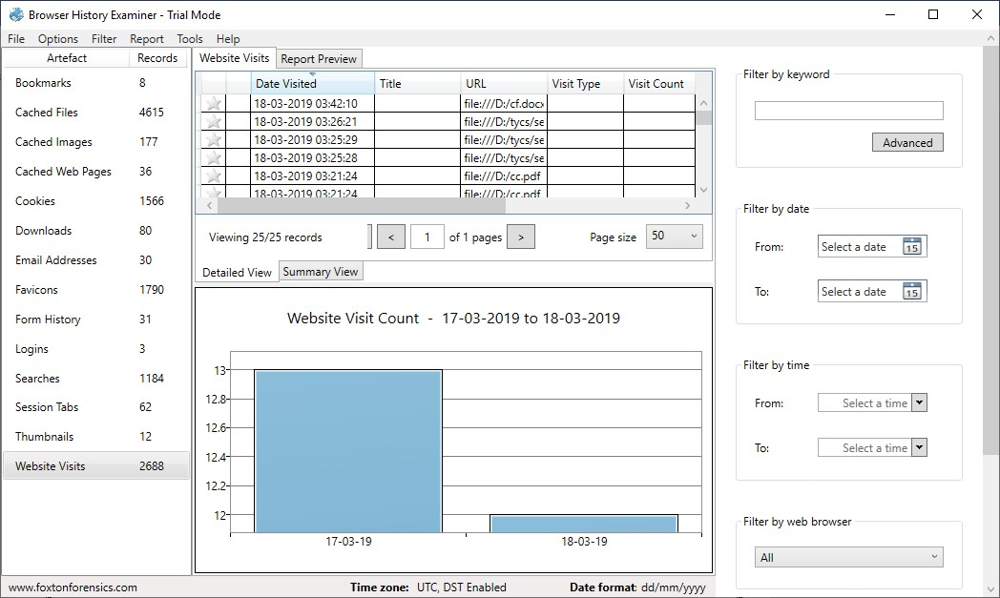 Browser History Examiner - Trial Mode
File Options Filter Report Tools Help
Artefact Records
Bookmarks 8
Cached Files 4615
Cached Images 177
Cached Web Pages 36
Cookies 1566
Downloads 80
Email Addresses 30
Favicons 1790
Form History 31
Logins 3
Searches 1184
Session Tabs 62
Thumbnails 12
Website Visits 2688
Website Visits Report Preview
Date Visited Title URL Visit Type Visit Count
18-03-2019 03:42:10 file:///D:/cf.docx
18-03-2019 03:26:21 file:///D:/tycs/se
18-03-2019 03:25:29 file:///D:/tycs/se
18-03-2019 03:25:28 file:///D:/tycs/se
18-03-2019 03:21:24 file:///D:/cc.pdf
18-03-2019 03:21:24 file:///D:/cc.pdf
Viewing 25/25 records < 1 of 1 pages > Page size 50
Detailed View Summary View
Website Visit Count - 17-03-2019 to 18-03-2019
13
12.8
12.6
12.4
12.2
12
17-03-19 18-03-19
Filter by keyword
Advanced
Filter by date
From: Select a date 15
To: Select a date 15
Filter by time
From: Select a time
To: Select a time
Filter by web browser
All
www.foxtonforensics.com Time zone: UTC, DST Enabled Date format: dd/mm/yyyy